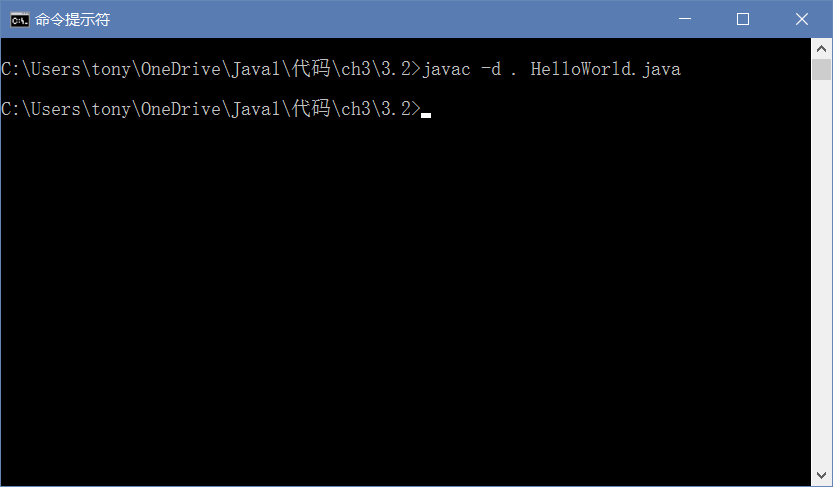 命令提示符
C:\Users\tony\OneDrive\Java1\代码\ch3\3.2>javac -d . HelloWorld.java
C:\Users\tony\OneDrive\Java1\代码\ch3\3.2>